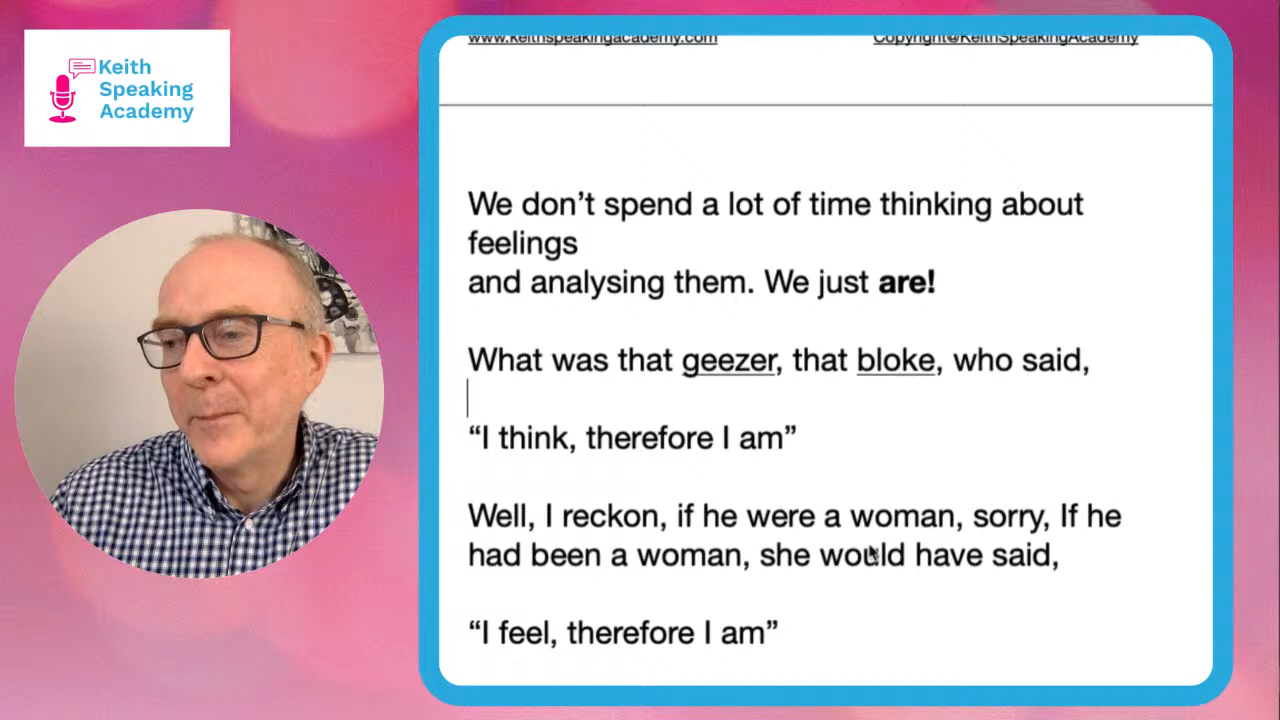 Keith
Speaking
Academy
www.keithspeakingacademy.com
Copyright@KeithSpeakingAcademy
We don’t spend a lot of time thinking about
feelings
and analysing them. We just are!
What was that geezer, that bloke, who said,
“I think, therefore I am”
Well, I reckon, if he were a woman, sorry, If he
had been a woman, she would have said,
“I feel, therefore I am”